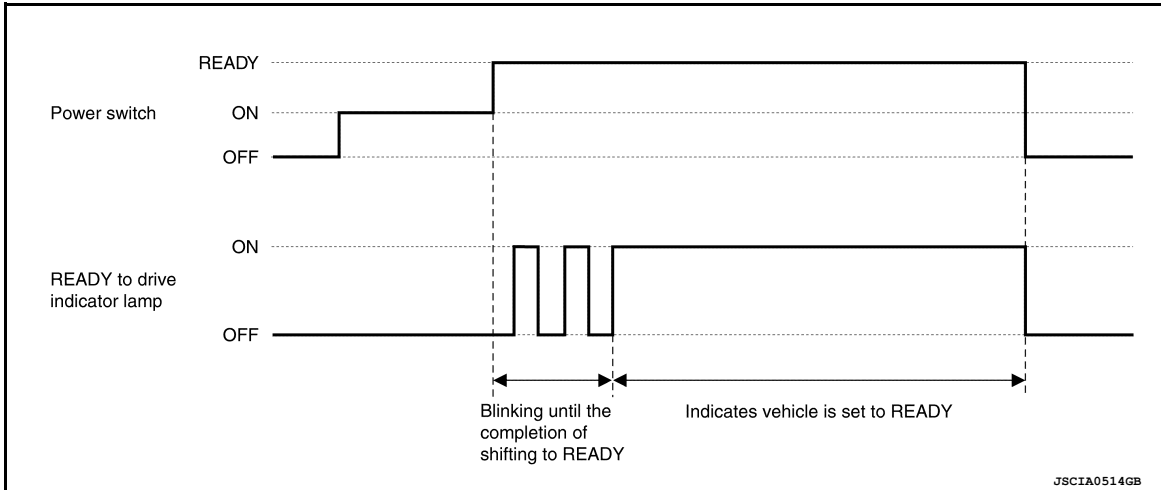 READY
Power switch
ON
OFF
ON
READY to drive
indicator lamp
OFF
Blinking until the
completion of
shifting to READY
Indicates vehicle is set to READY
JSCIA0514GB